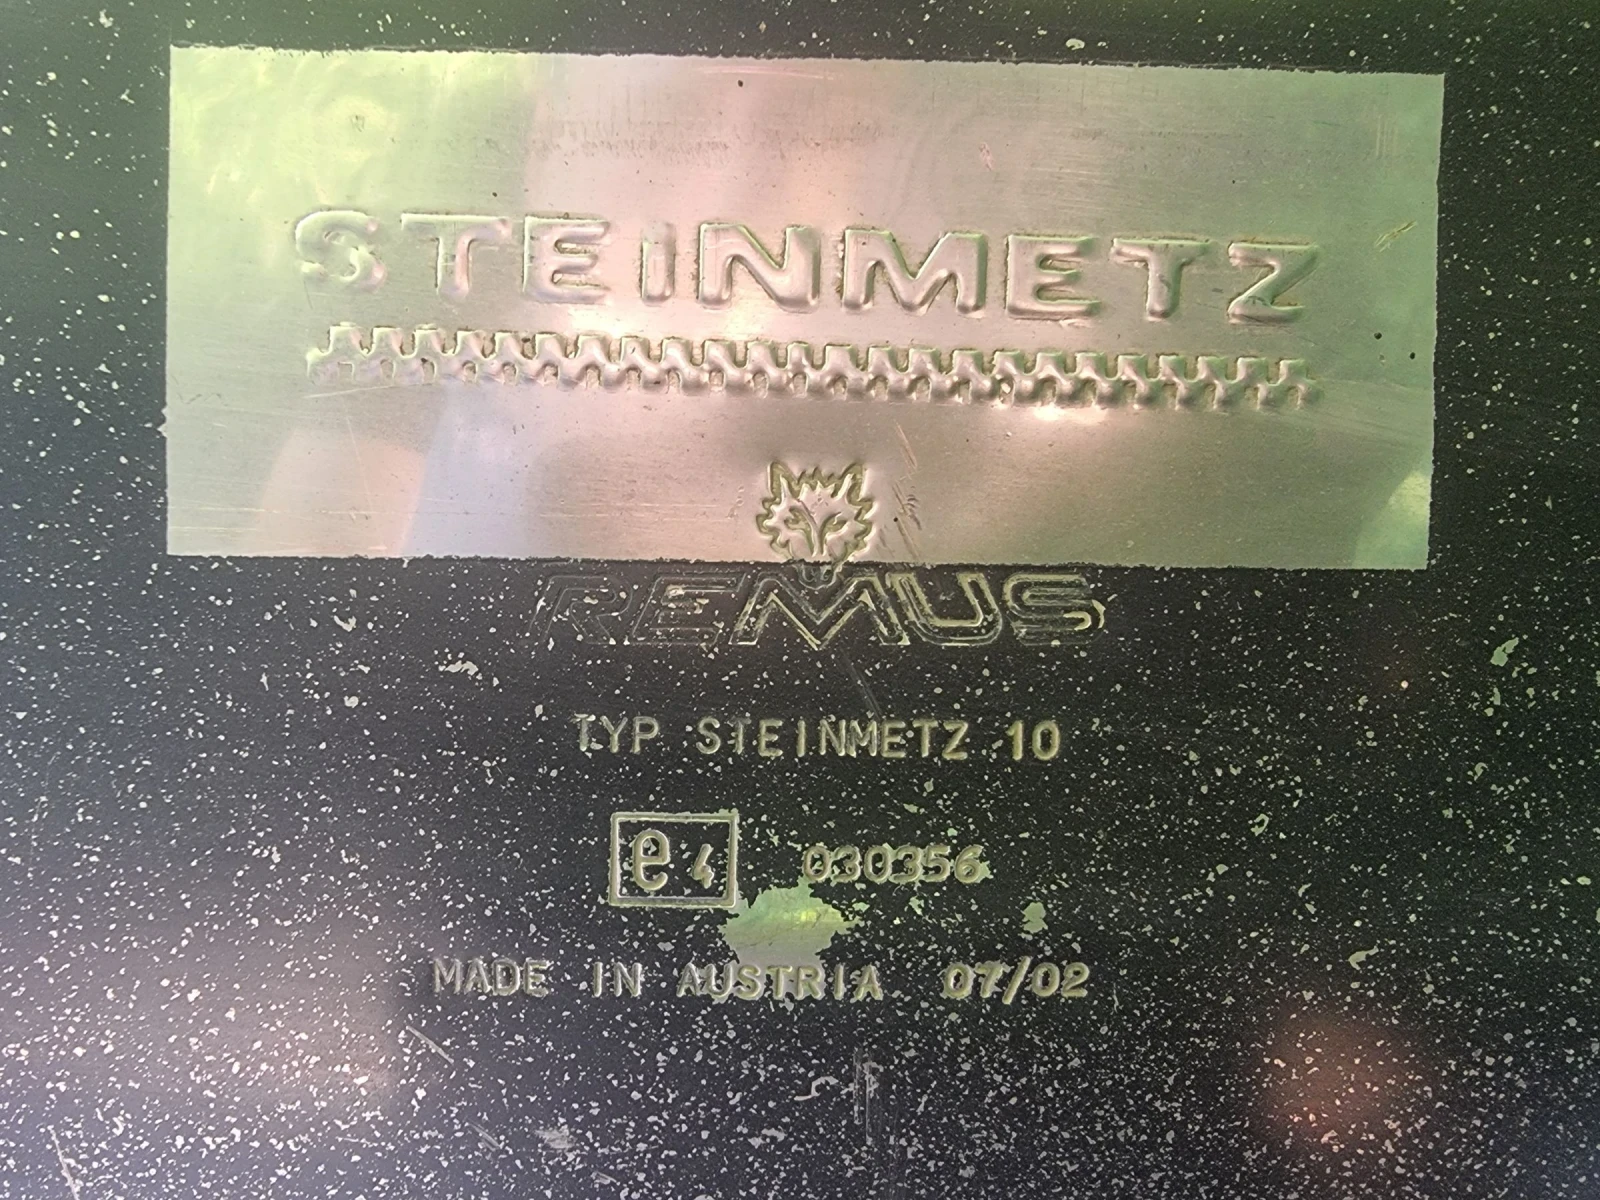 STEINMETZ
REMUS
TYP STEINMETZ 10
e4 030356
MADE IN AUSTRIA 07/02